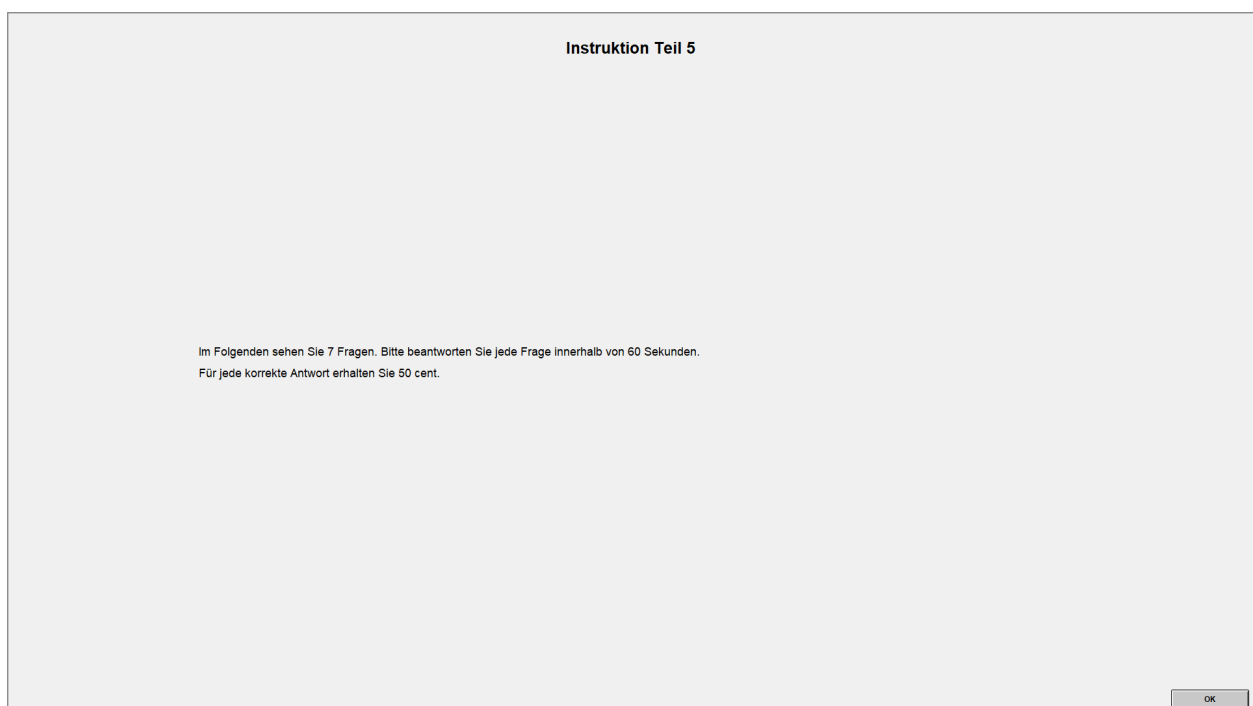 Instruktion Teil 5
Im Folgenden sehen Sie 7 Fragen. Bitte beantworten Sie jede Frage innerhalb von 60 Sekunden.
Für jede korrekte Antwort erhalten Sie 50 cent.
OK